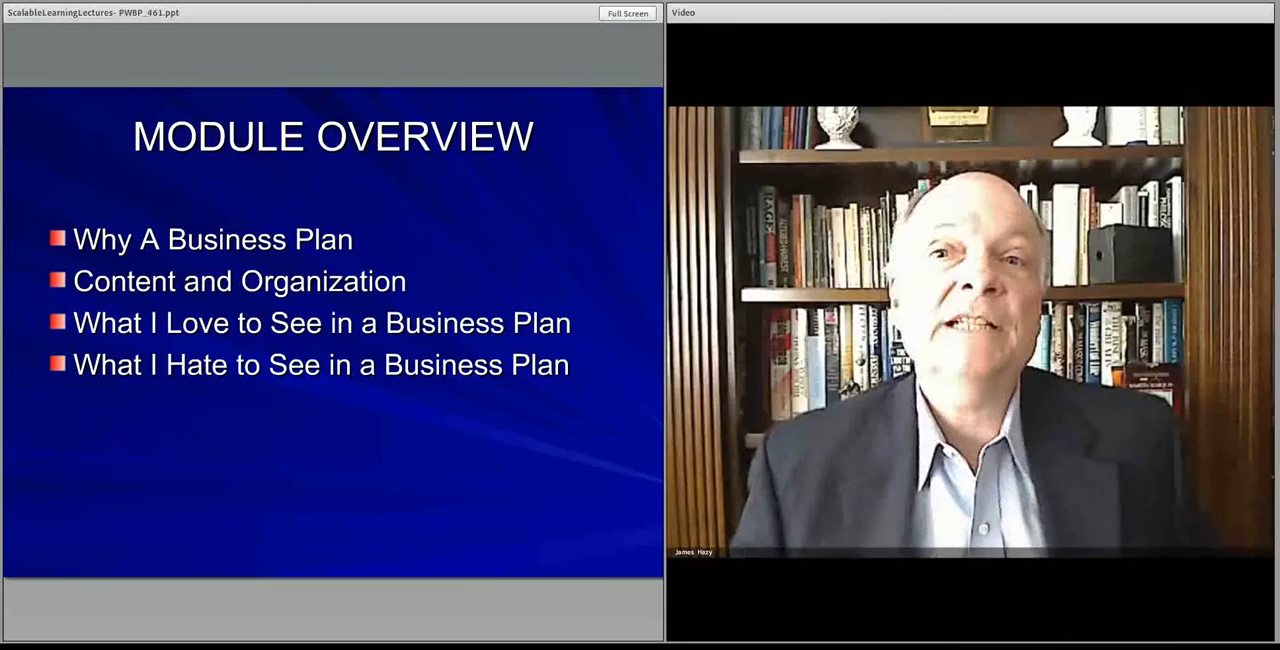 ScalableLearningLectures- PWBP_461.ppt
Full Screen
Video
MODULE OVERVIEW
Why A Business Plan
Content and Organization
What I Love to See in a Business Plan
What I Hate to See in a Business Plan
James Hazy